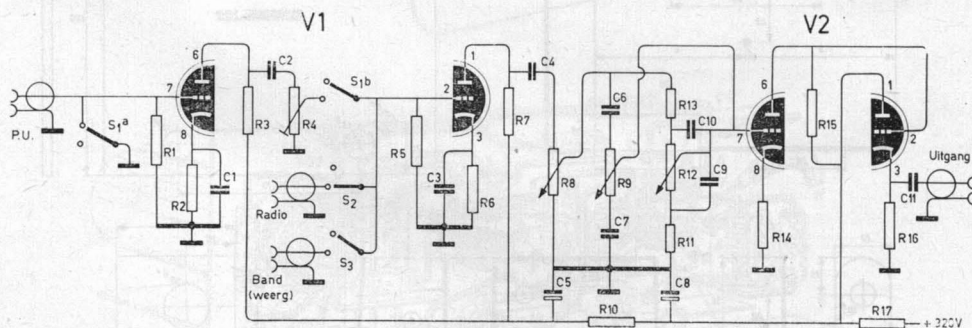 V1
V2
6
7
8
P.U.
S1a
R1
R2
C1
R3
C2
R4
S1b
S2
S3
Radio
Band
(weerg)
1
2
3
R5
C3
R6
R7
C4
R8
C6
R9
C7
C5
R10
R13
R12
R11
C10
C9
C8
6
7
8
R14
R15
1
2
3
C11
R16
R17
Uitgang
+ 320V